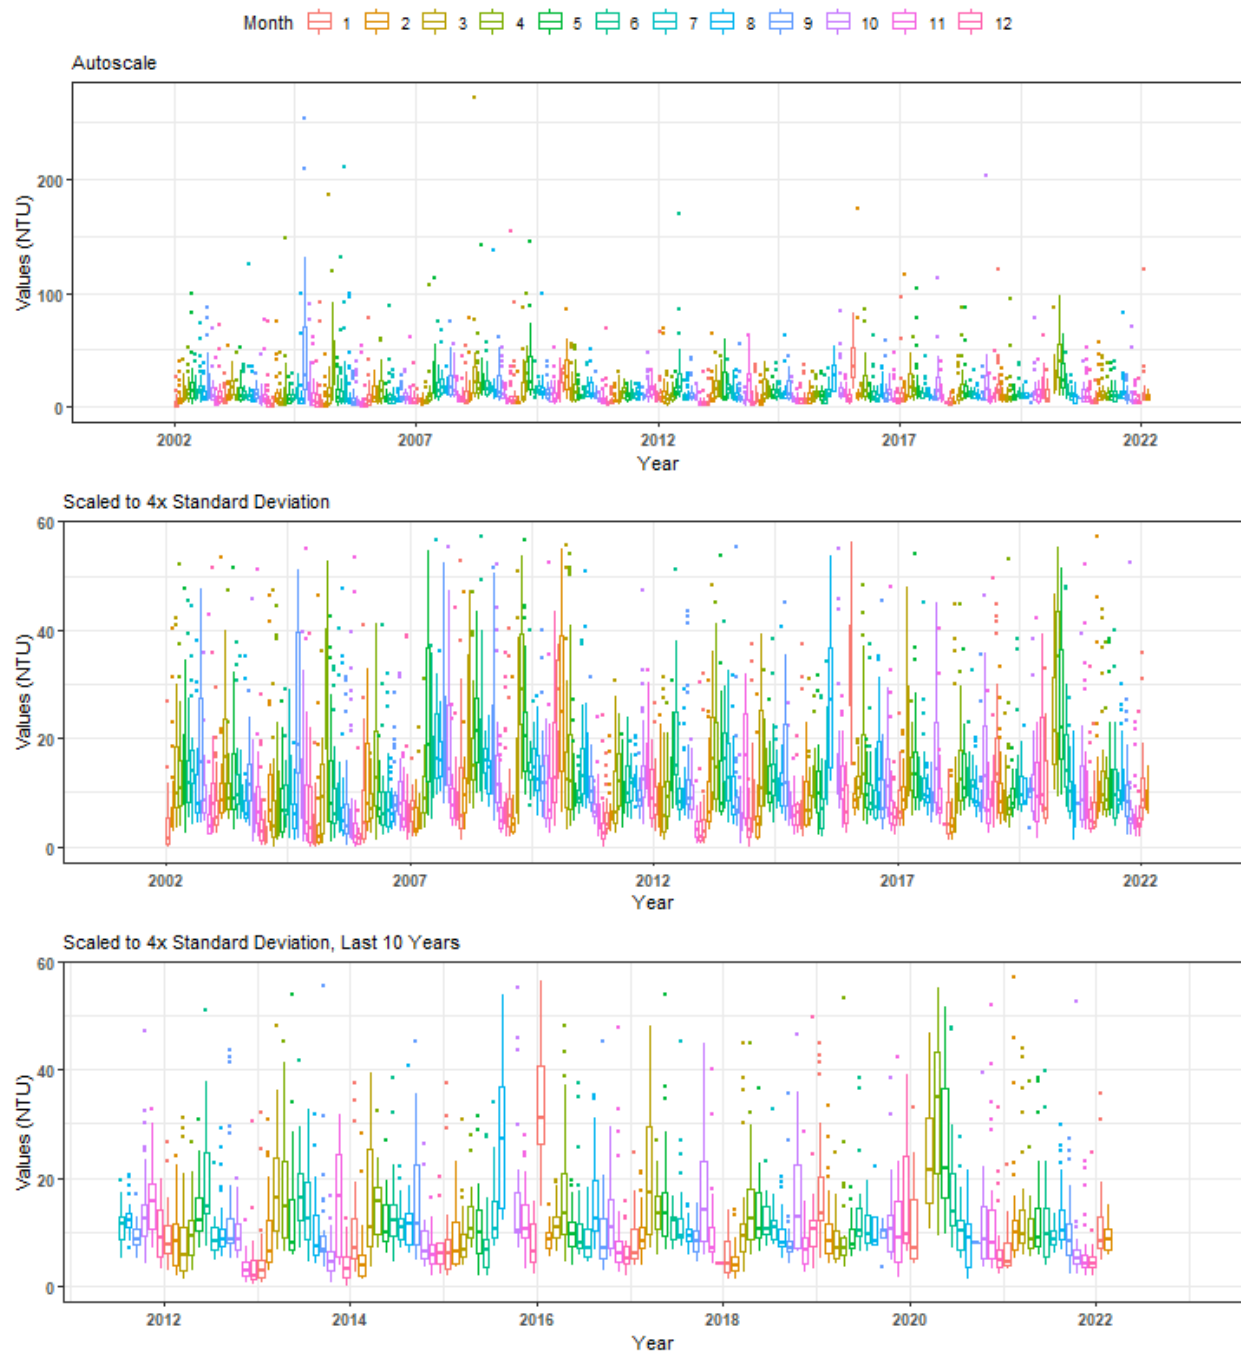 Month 1 2 3 4 5 6 7 8 9 10 11 12
Autoscale
Values (NTU)
200
100
0
2002 2007 2012 2017 2022
Year
Scaled to 4x Standard Deviation
Values (NTU)
60
40
20
0
2002 2007 2012 2017 2022
Year
Scaled to 4x Standard Deviation, Last 10 Years
Values (NTU)
60
40
20
0
2012 2014 2016 2018 2020 2022
Year